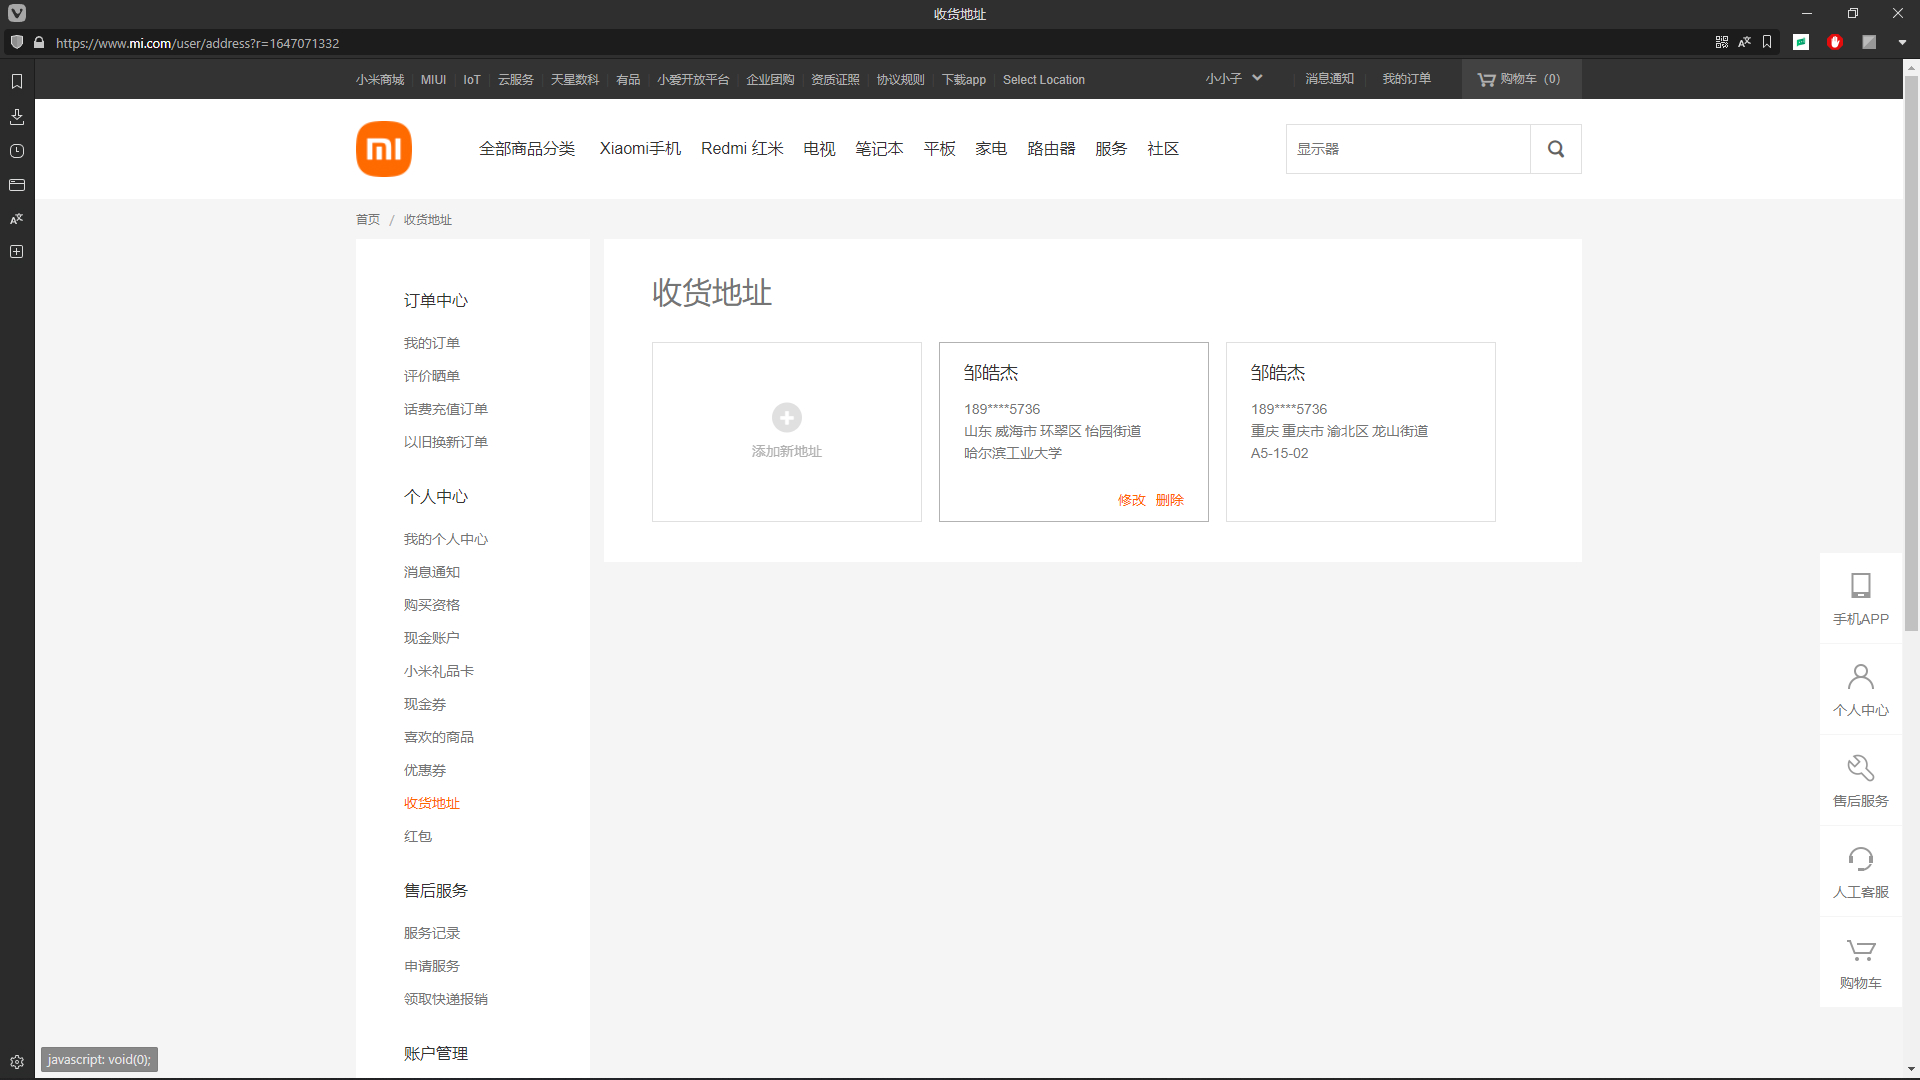 收货地址
https://www.mi.com/user/address?r=1647071332
小米商城 MIUI IoT 云服务 天星数科 有品 小爱开放平台 企业团购 资质证照 协议规则 下载app Select Location 小小子 消息通知 我的订单 购物车 (0)
mi 全部商品分类 Xiaomi手机 Redmi 红米 电视 笔记本 平板 家电 路由器 服务 社区 显示器
首页 / 收货地址
订单中心
我的订单
评价晒单
话费充值订单
以旧换新订单
个人中心
我的个人中心
消息通知
购买资格
现金账户
小米礼品卡
现金券
喜欢的商品
优惠券
收货地址
红包
售后服务
服务记录
申请服务
领取快递报销
账户管理
收货地址
添加新地址
邹皓杰
189****5736
山东 威海市 环翠区 怡园街道
哈尔滨工业大学
修改 删除
邹皓杰
189****5736
重庆 重庆市 渝北区 龙山街道
A5-15-02
手机APP
个人中心
售后服务
人工客服
购物车
javascript: void(0);